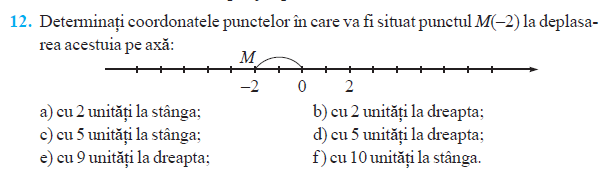 12. Determinați coordonatele punctelor în care va fi situat punctul M(–2) la deplasa-
rea acestuia pe axă:
M
–2 0 2
a) cu 2 unități la stânga; b) cu 2 unități la dreapta;
c) cu 5 unități la stânga; d) cu 5 unități la dreapta;
e) cu 9 unități la dreapta; f) cu 10 unități la stânga.